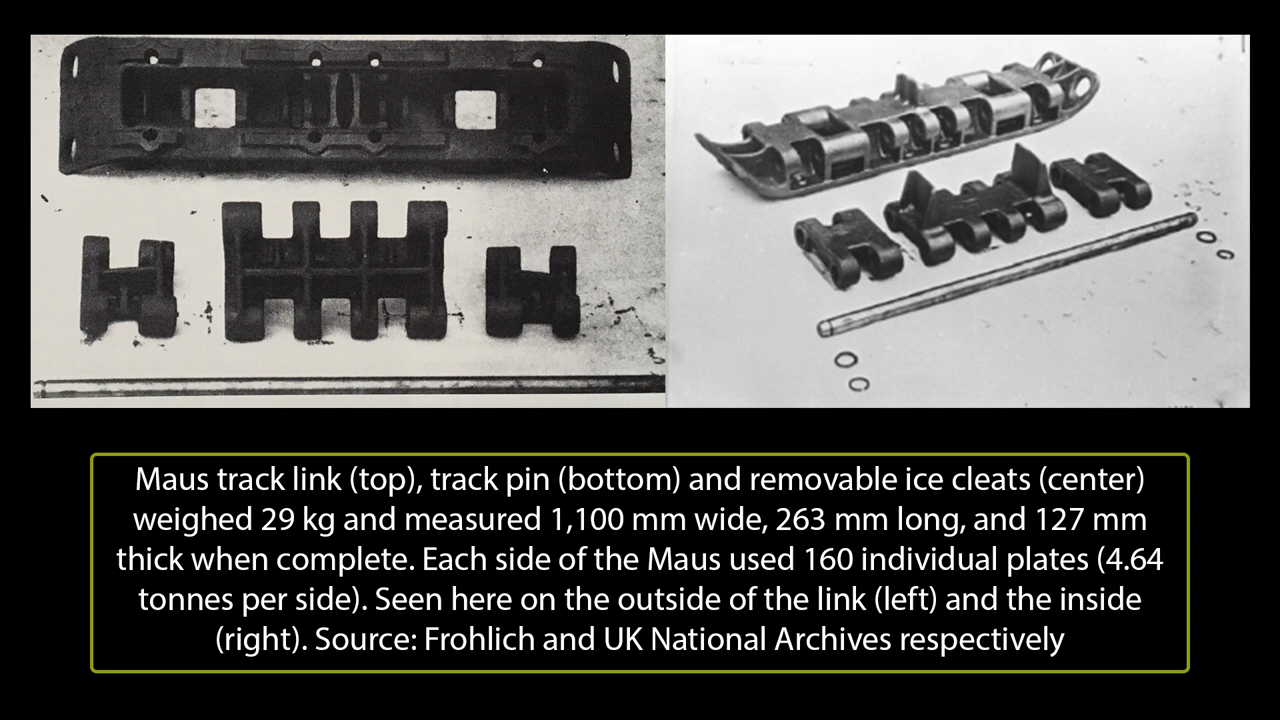 Maus track link (top), track pin (bottom) and removable ice cleats (center)
weighed 29 kg and measured 1,100 mm wide, 263 mm long, and 127 mm
thick when complete. Each side of the Maus used 160 individual plates (4.64
tonnes per side). Seen here on the outside of the link (left) and the inside
(right). Source: Frohlich and UK National Archives respectively